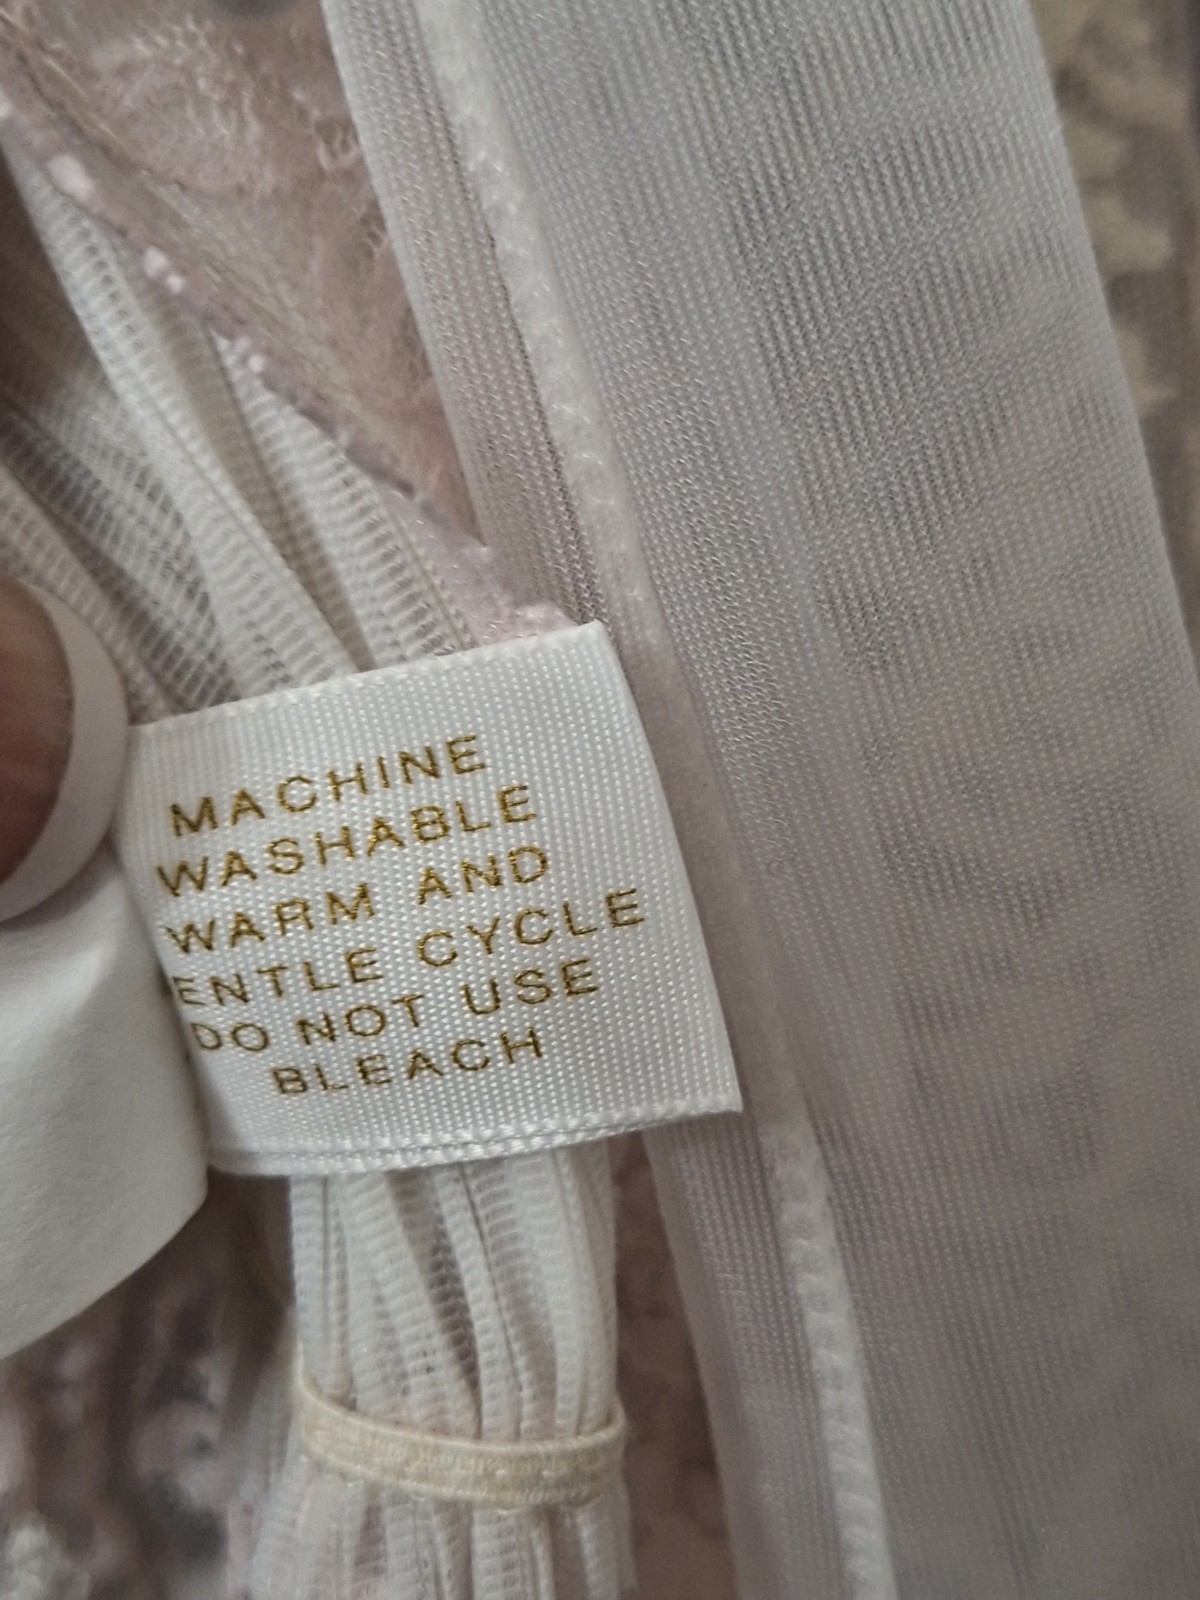 MACHINE
WASHABLE
WARM AND
ENTLE CYCLE
DO NOT USE
BLEACH